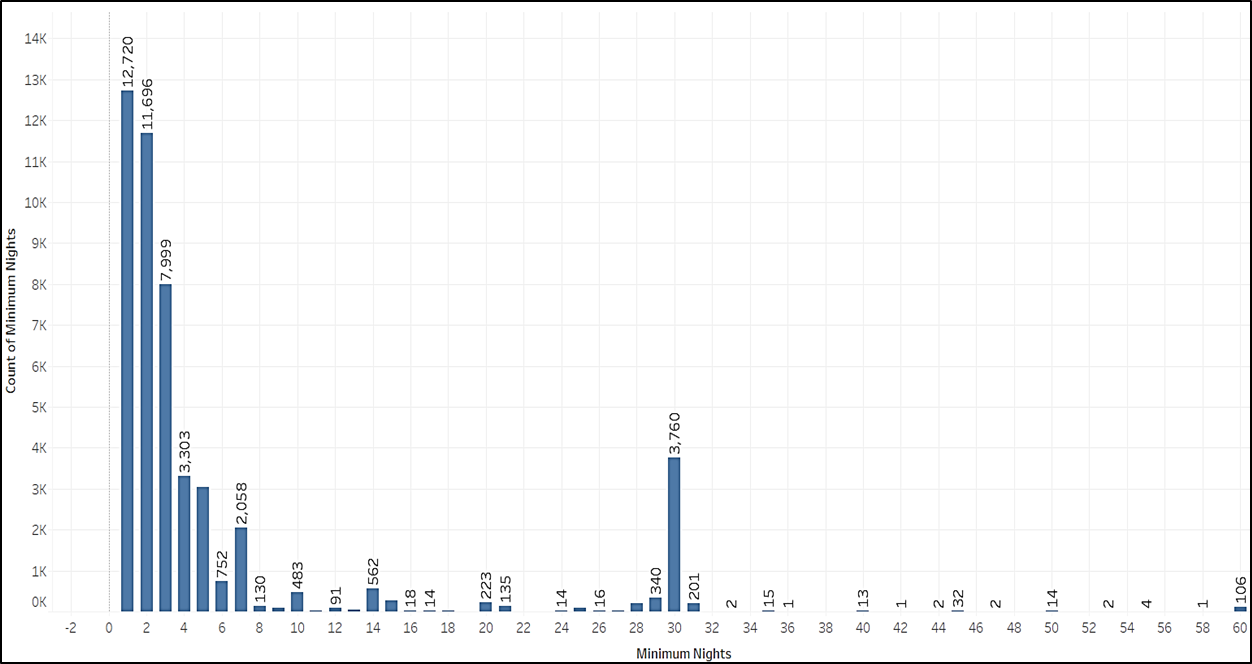 14K
13K
12K
11K
10K
9K
8K
7K
6K
5K
4K
3K
2K
1K
0K
Count of Minimum Nights
12,720
11,696
7,999
3,303
752
2,058
130
483
91
562
18
14
223
135
14
16
340
3,760
201
2
15
1
13
1
2
32
2
14
2
4
1
106
-2 0 2 4 6 8 10 12 14 16 18 20 22 24 26 28 30 32 34 36 38 40 42 44 46 48 50 52 54 56 58 60
Minimum Nights